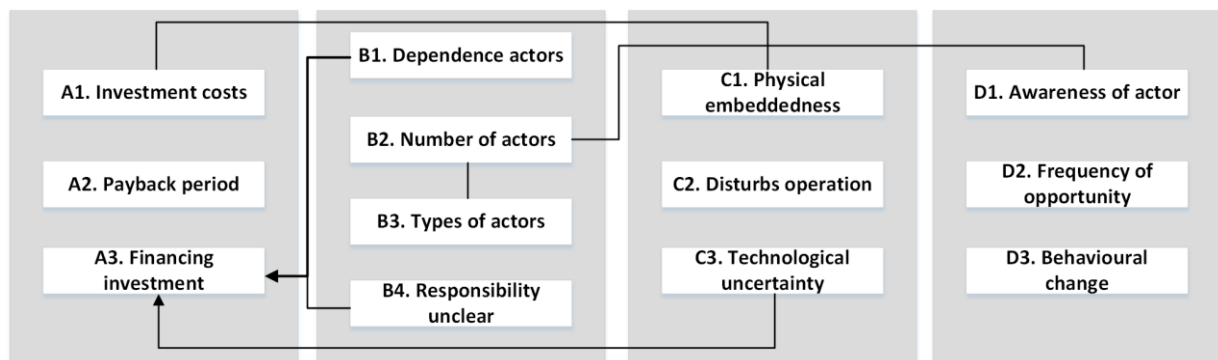 A1. Investment costs
A2. Payback period
A3. Financing
investment
B1. Dependence actors
B2. Number of actors
B3. Types of actors
B4. Responsibility
unclear
C1. Physical
embeddedness
C2. Disturbs operation
C3. Technological
uncertainty
D1. Awareness of actor
D2. Frequency of
opportunity
D3. Behavioural
change